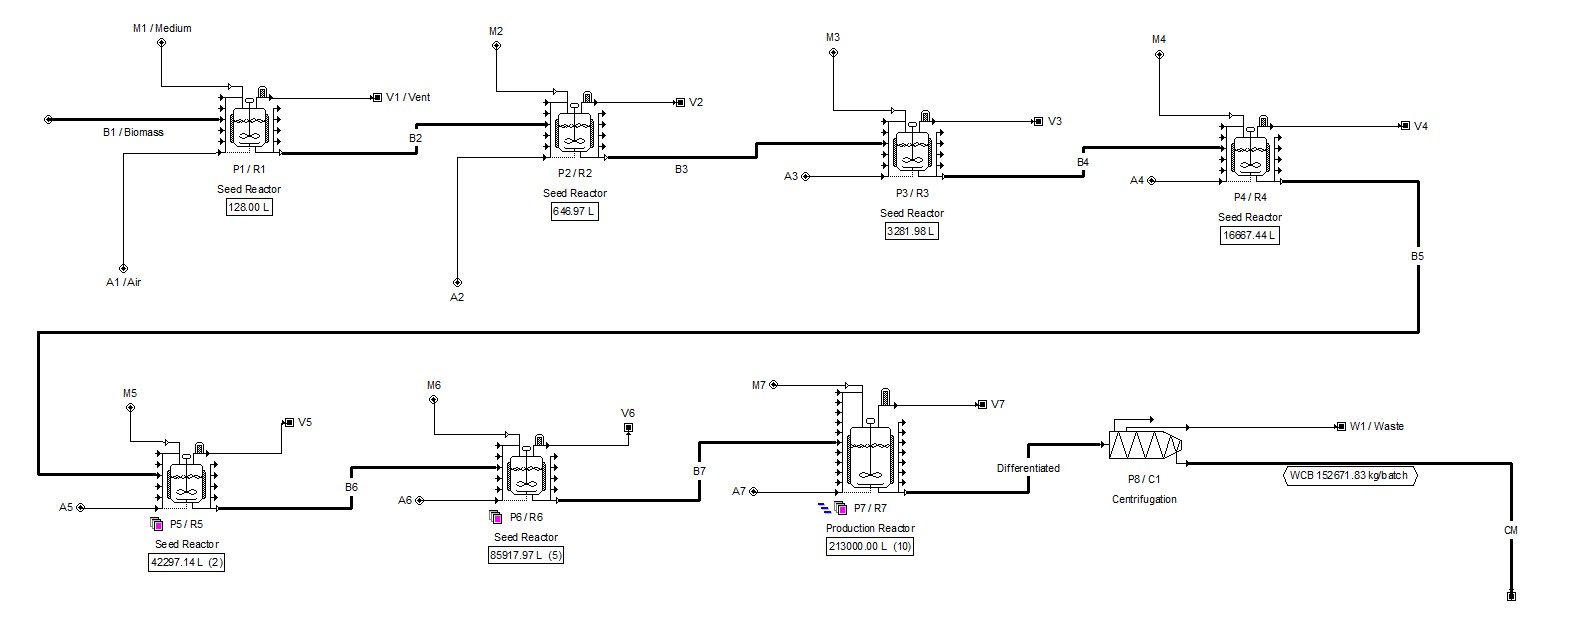 M1 / Medium
M2
M3
M4
V1 / Vent
V2
V3
V4
B1 / Biomass
B2
B3
B4
A3
A4
P1 / R1
Seed Reactor
128.00 L
P2 / R2
Seed Reactor
646.97 L
P3 / R3
Seed Reactor
3281.98 L
P4 / R4
Seed Reactor
16667.44 L
B5
A1 / Air
A2
M5
M6
M7
V5
V6
V7
W1 / Waste
B6
B7
Differentiated
A5
A6
A7
P5 / R5
Seed Reactor
42297.14 L (2)
P6 / R6
Seed Reactor
85917.97 L (5)
P7 / R7
Production Reactor
213000.00 L (10)
P8 / C1
Centrifugation
WCB 152671.83 kg/batch
CM